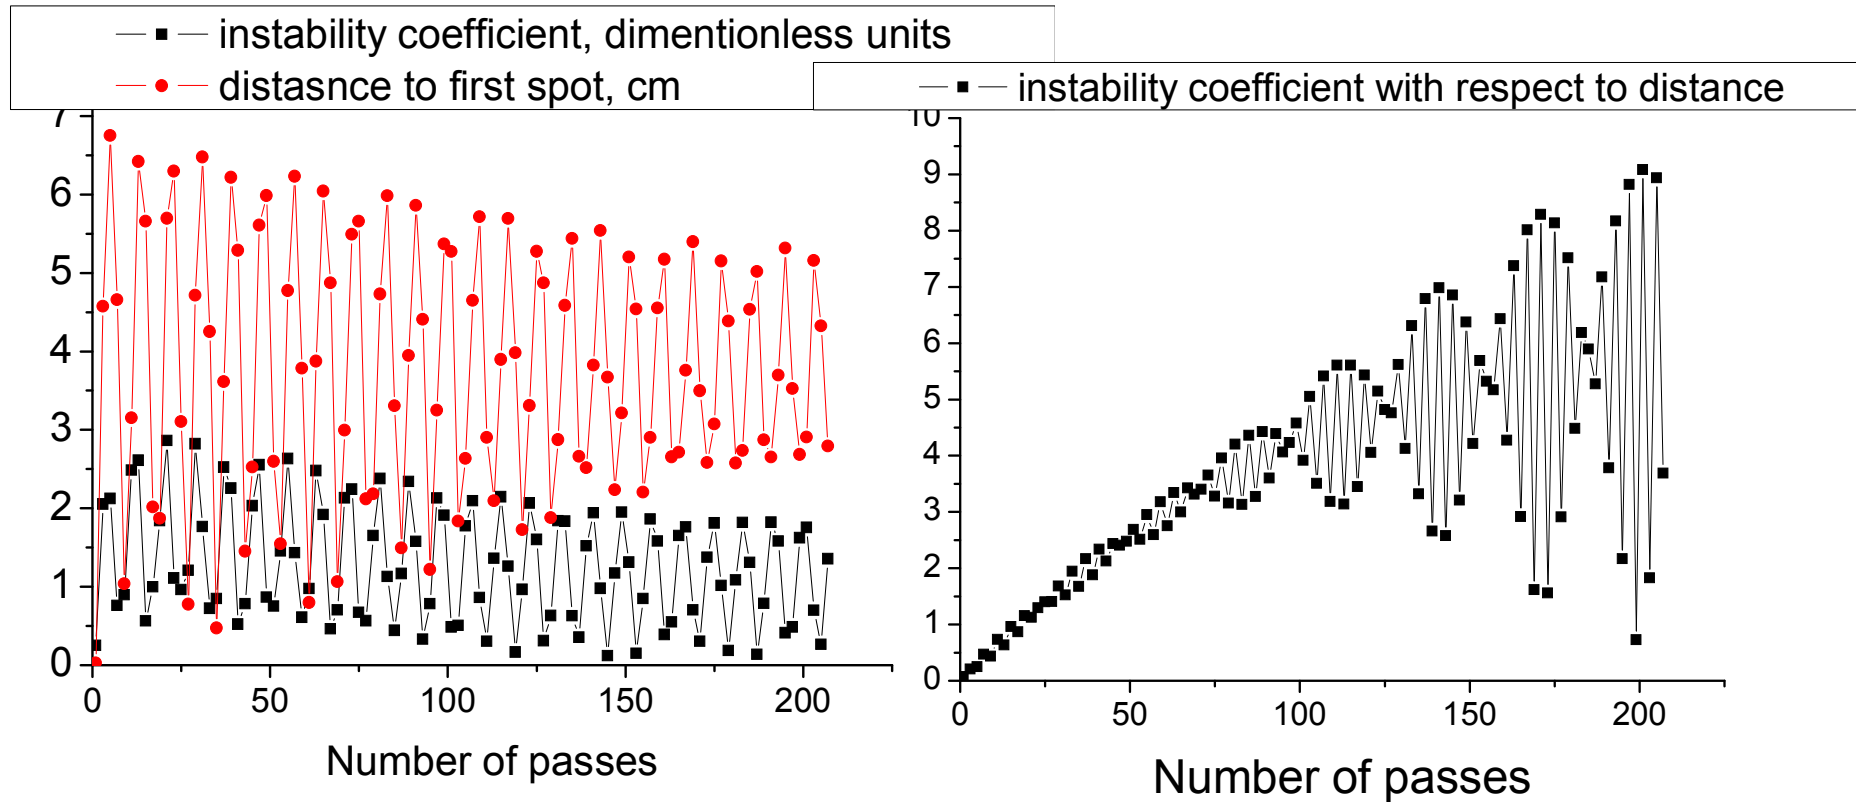 instability coefficient, dimentionless units
distasnce to first spot, cm
instability coefficient with respect to distance
7
6
5
4
3
2
1
0
0 50 100 150 200
Number of passes
10
9
8
7
6
5
4
3
2
1
0
0 50 100 150 200
Number of passes